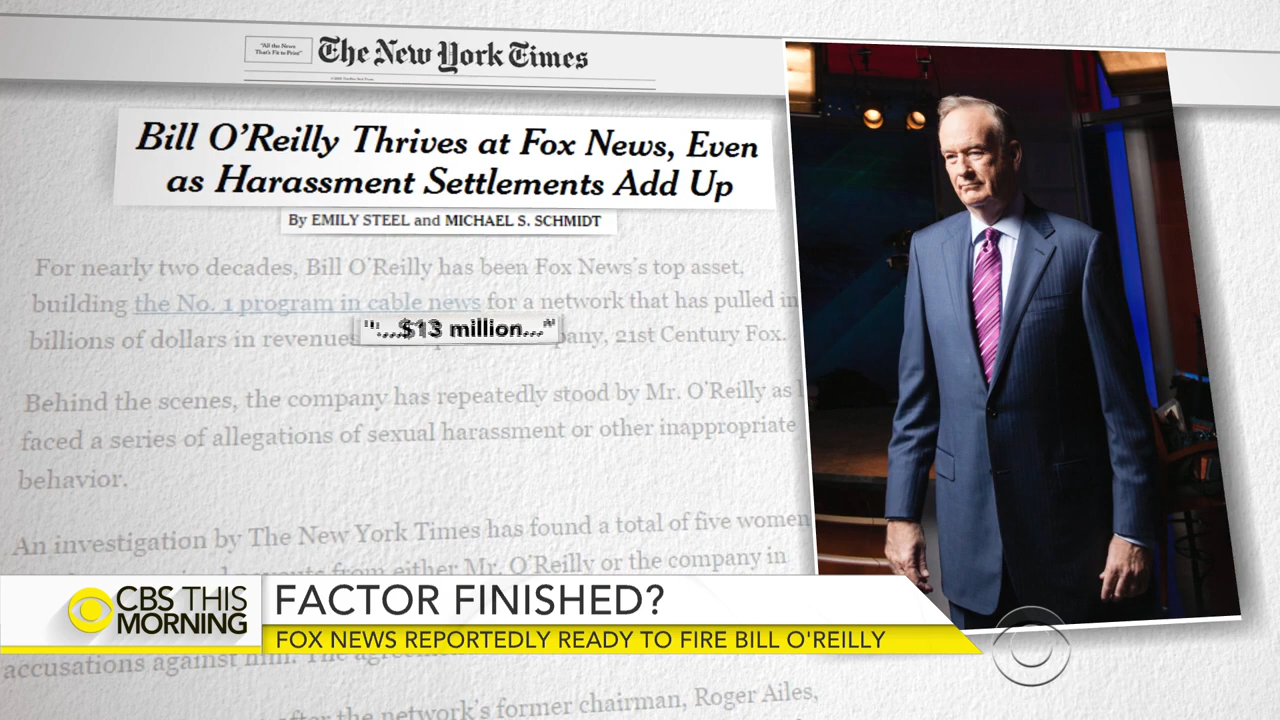 "All the News
That's Fit to Print"
The New York Times
Bill O'Reilly Thrives at Fox News, Even
as Harassment Settlements Add Up
By EMILY STEEL and MICHAEL S. SCHMIDT
For nearly two decades, Bill O'Reilly has been Fox News's top asset,
building the No. 1 program in cable news for a network that has pulled in
billions of dollars in revenues 21st Century Fox.
"...$13 million..."
Behind the scenes, the company has repeatedly stood by Mr. O'Reilly as
faced a series of allegations of sexual harassment or other inappropriate
behavior.
An investigation by The New York Times has found a total of five women
from either Mr. O'Reilly or the company in
CBS THIS
MORNING
FACTOR FINISHED?
FOX NEWS REPORTEDLY READY TO FIRE BILL O'REILLY
accusations against him. The
after the network's former chairman, Roger Ailes,